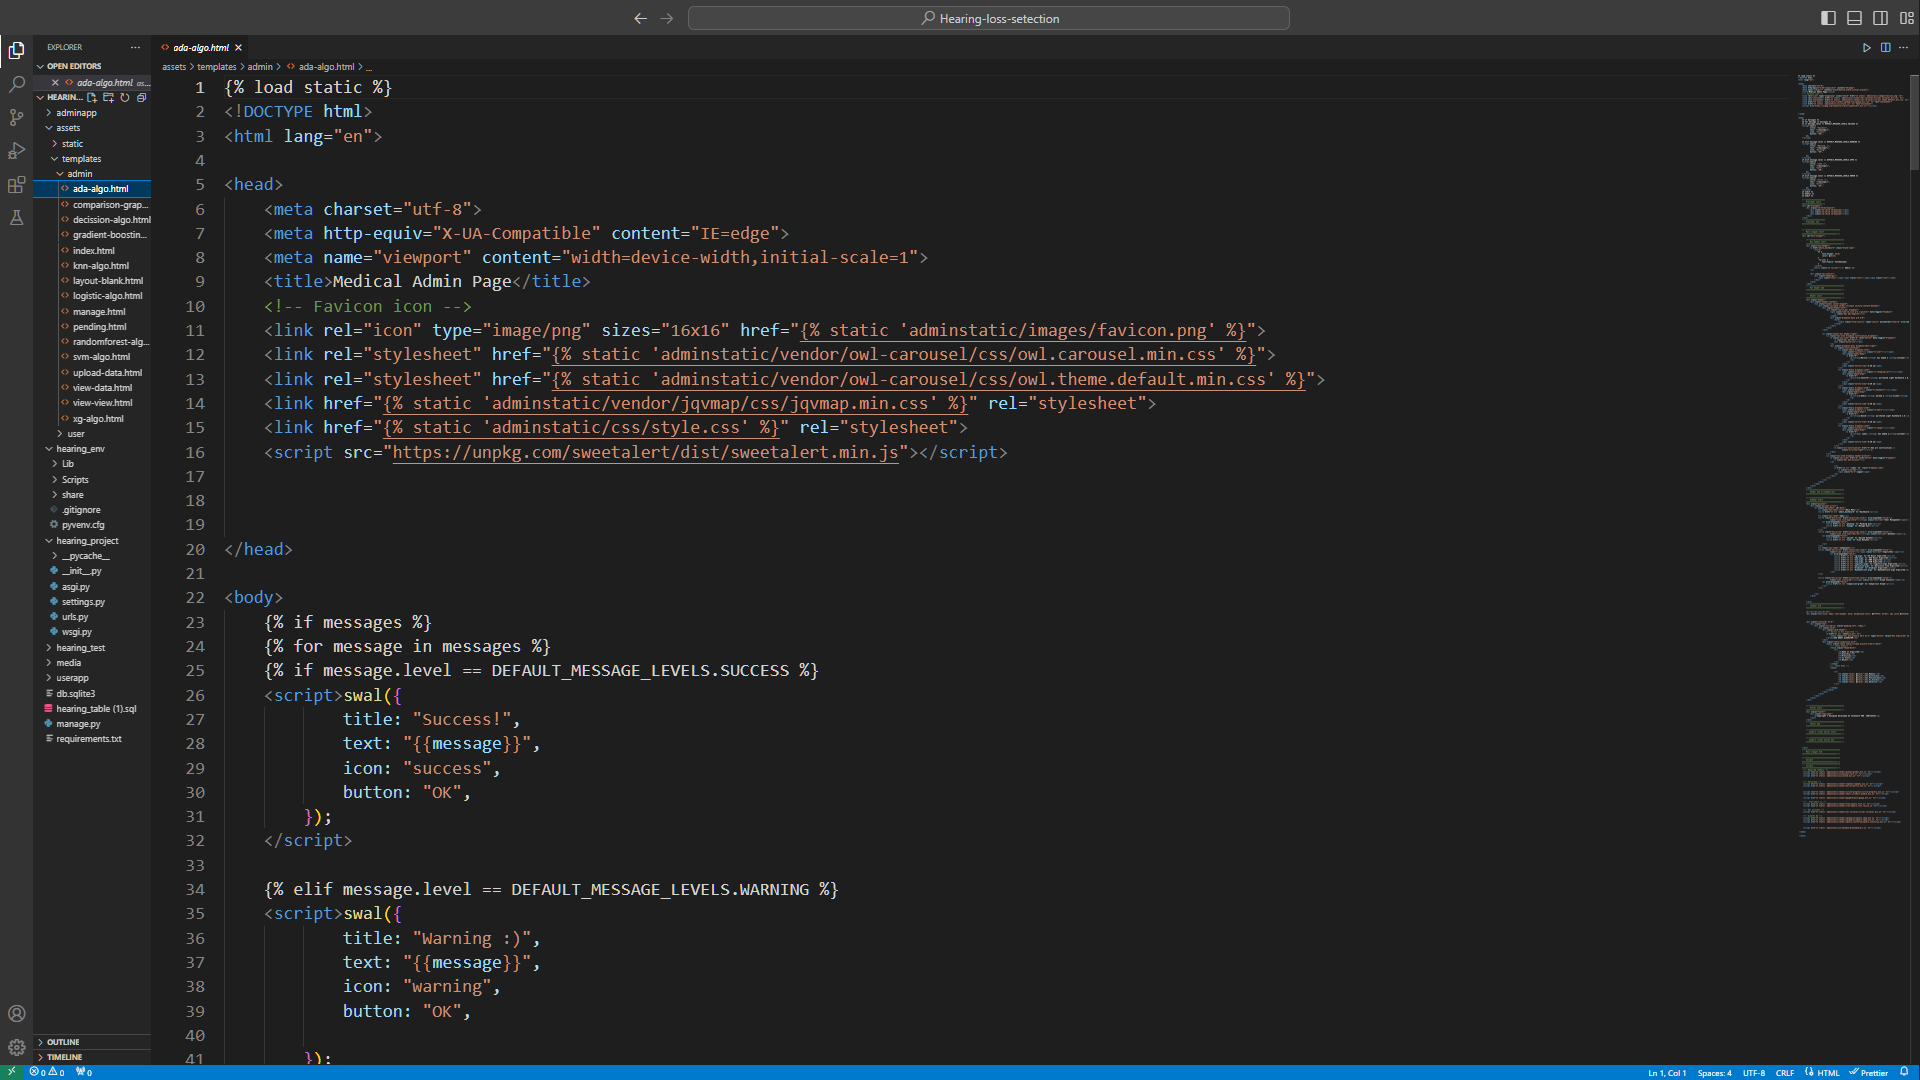 Hearing-loss-setection
EXPLORER
OPEN EDITORS
ada-algo.html as...
HEARIN...
adminapp
assets
static
templates
admin
ada-algo.html
comparison-grap...
decission-algo.html
gradient-boostin...
index.html
knn-algo.html
layout-blank.html
logistic-algo.html
manage.html
pending.html
randomforest-alg...
svm-algo.html
upload-data.html
view-data.html
view-view.html
xg-algo.html
user
hearing_env
Lib
Scripts
share
.gitignore
pyvenv.cfg
hearing_project
__pycache__
__init__.py
asgi.py
settings.py
urls.py
wsgi.py
hearing_test
media
userapp
db.sqlite3
hearing_table (1).sql
manage.py
requirements.txt
OUTLINE
TIMELINE
ada-algo.html
assets > templates > admin > ada-algo.html > ...
1 {% load static %}
2 <!DOCTYPE html>
3 <html lang="en">
4
5 <head>
6 <meta charset="utf-8">
7 <meta http-equiv="X-UA-Compatible" content="IE=edge">
8 <meta name="viewport" content="width=device-width,initial-scale=1">
9 <title>Medical Admin Page</title>
10 <!-- Favicon icon -->
11 <link rel="icon" type="image/png" sizes="16x16" href="{% static 'adminstatic/images/favicon.png' %}">
12 <link rel="stylesheet" href="{% static 'adminstatic/vendor/owl-carousel/css/owl.carousel.min.css' %}">
13 <link rel="stylesheet" href="{% static 'adminstatic/vendor/owl-carousel/css/owl.theme.default.min.css' %}">
14 <link href="{% static 'adminstatic/vendor/jqvmap/css/jqvmap.min.css' %}" rel="stylesheet">
15 <link href="{% static 'adminstatic/css/style.css' %}" rel="stylesheet">
16 <script src="https://unpkg.com/sweetalert/dist/sweetalert.min.js"></script>
17
18
19
20 </head>
21
22 <body>
23 {% if messages %}
24 {% for message in messages %}
25 {% if message.level == DEFAULT_MESSAGE_LEVELS.SUCCESS %}
26 <script>swal({
27 title: "Success!",
28 text: "{{message}}",
29 icon: "success",
30 button: "OK",
31 });
32 </script>
33
34 {% elif message.level == DEFAULT_MESSAGE_LEVELS.WARNING %}
35 <script>swal({
36 title: "Warning :)",
37 text: "{{message}}",
38 icon: "warning",
39 button: "OK",
40
41 });
0 0 0
Ln 1, Col 1 Spaces: 4 UTF-8 CRLF HTML Prettier